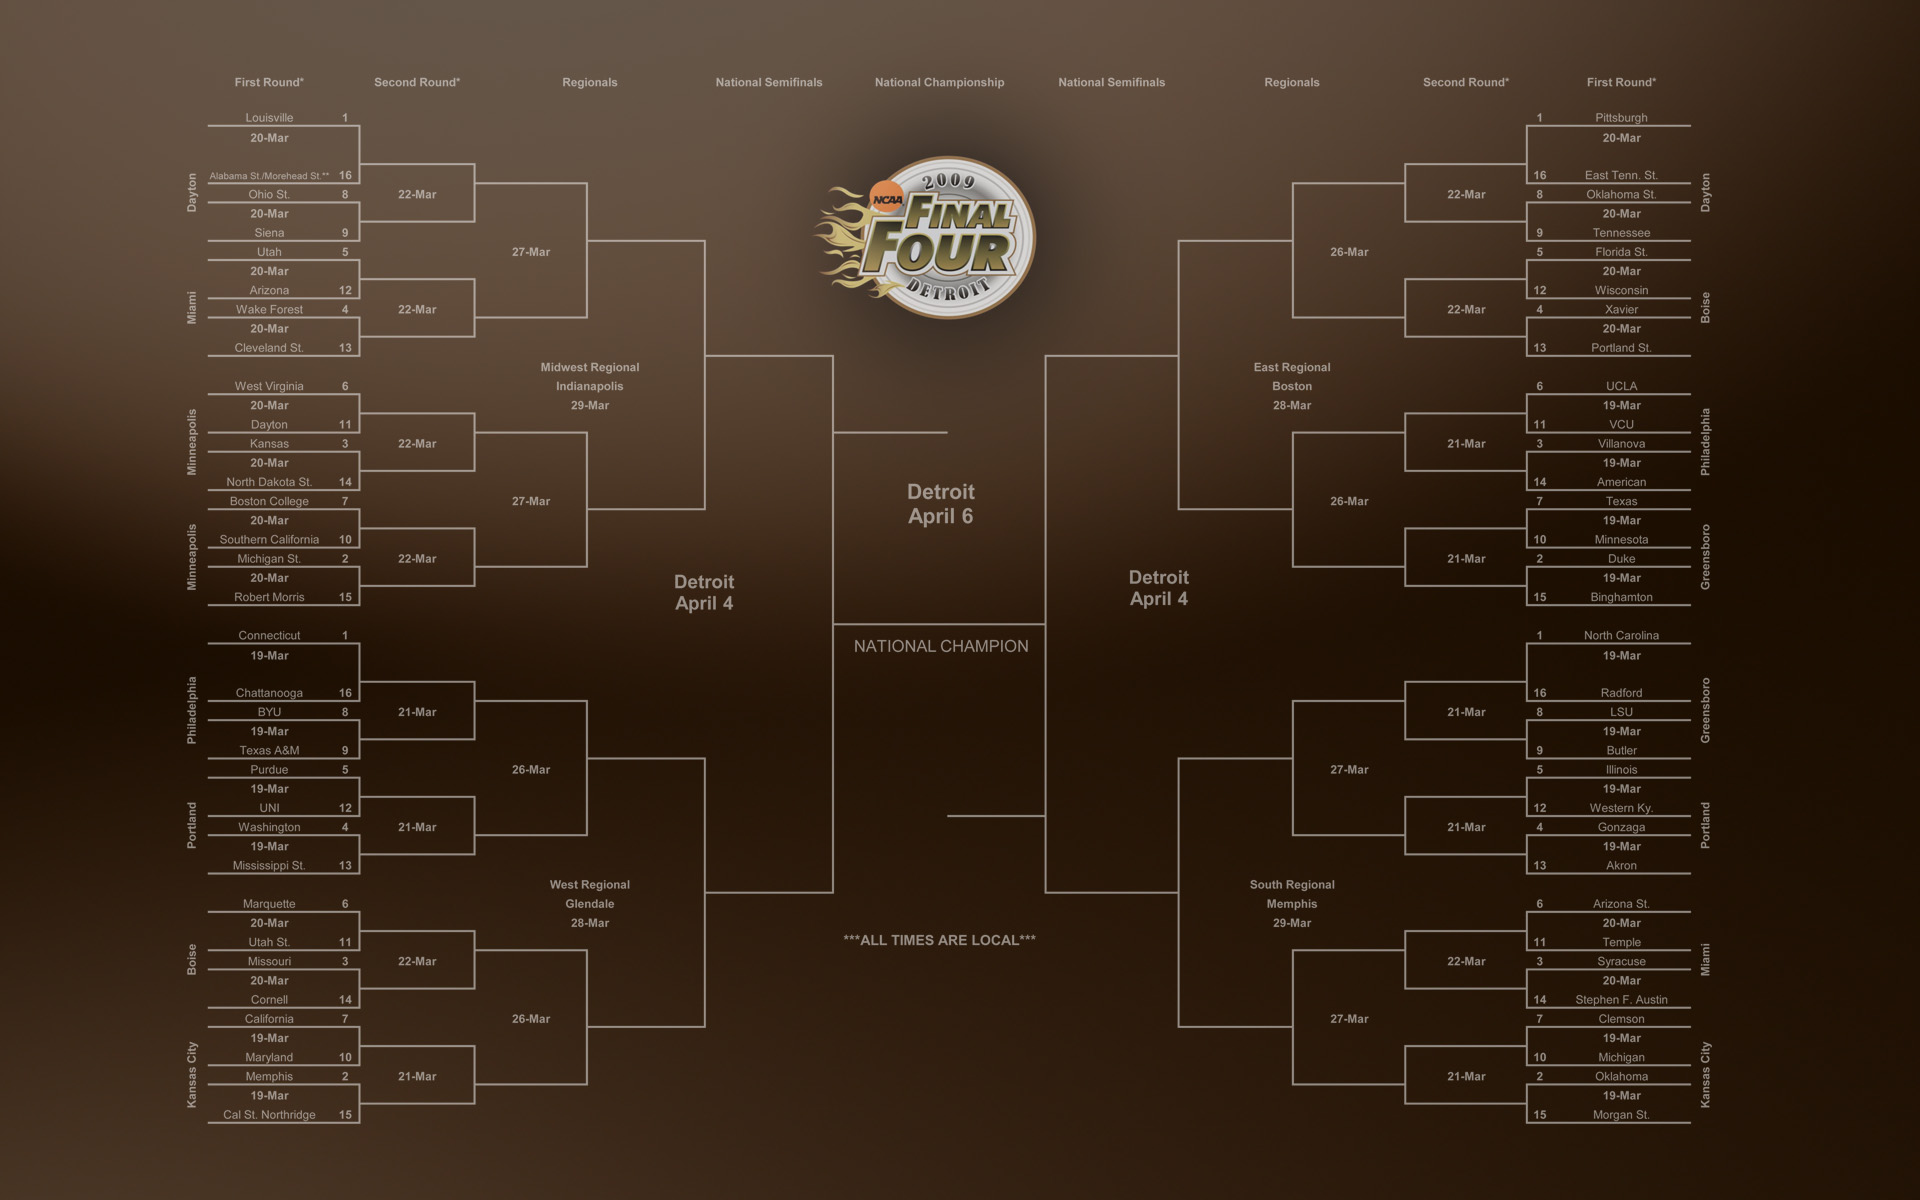 First Round* Second Round* Regionals National Semifinals National Championship National Semifinals Regionals Second Round* First Round*
2009
NCAA
FINAL
FOUR
DETROIT
Louisville 1
20-Mar
Alabama St./Morehead St.** 16
Dayton
Ohio St. 8
22-Mar
20-Mar
Siena 9
Utah 5
27-Mar
20-Mar
Arizona 12
Miami
Wake Forest 4
22-Mar
20-Mar
Cleveland St. 13
Midwest Regional
Indianapolis
29-Mar
West Virginia 6
20-Mar
Dayton 11
Minneapolis
Kansas 3
22-Mar
20-Mar
North Dakota St. 14
Boston College 7
27-Mar
20-Mar
Southern California 10
Minneapolis
Michigan St. 2
22-Mar
20-Mar
Robert Morris 15
Detroit
April 4
Connecticut 1
19-Mar
Chattanooga 16
Philadelphia
BYU 8
21-Mar
19-Mar
Texas A&M 9
Purdue 5
26-Mar
19-Mar
UNI 12
Portland
Washington 4
21-Mar
19-Mar
Mississippi St. 13
West Regional
Glendale
28-Mar
Marquette 6
20-Mar
Utah St. 11
Boise
Missouri 3
22-Mar
20-Mar
Cornell 14
California 7
26-Mar
19-Mar
Maryland 10
Kansas City
Memphis 2
21-Mar
19-Mar
Cal St. Northridge 15
Detroit
April 6
NATIONAL CHAMPION
***ALL TIMES ARE LOCAL***
1 Pittsburgh
20-Mar
16 East Tenn. St.
Dayton
8 Oklahoma St.
22-Mar
20-Mar
9 Tennessee
5 Florida St.
26-Mar
20-Mar
12 Wisconsin
Boise
4 Xavier
22-Mar
20-Mar
13 Portland St.
East Regional
Boston
28-Mar
6 UCLA
19-Mar
11 VCU
Philadelphia
3 Villanova
21-Mar
19-Mar
14 American
7 Texas
26-Mar
19-Mar
10 Minnesota
Greensboro
2 Duke
21-Mar
19-Mar
15 Binghamton
Detroit
April 4
1 North Carolina
19-Mar
16 Radford
Greensboro
8 LSU
21-Mar
19-Mar
9 Butler
5 Illinois
27-Mar
19-Mar
12 Western Ky.
Portland
4 Gonzaga
21-Mar
19-Mar
13 Akron
South Regional
Memphis
29-Mar
6 Arizona St.
20-Mar
11 Temple
Miami
3 Syracuse
22-Mar
20-Mar
14 Stephen F. Austin
7 Clemson
27-Mar
19-Mar
10 Michigan
Kansas City
2 Oklahoma
21-Mar
19-Mar
15 Morgan St.